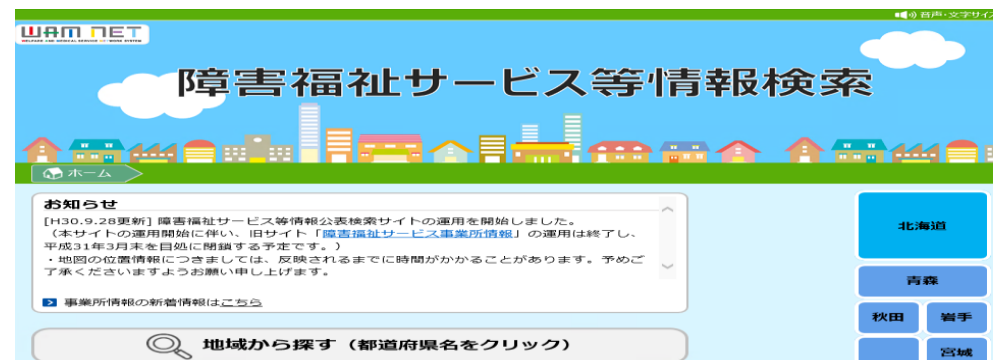 音声・文字サイズ
WAM NET
障害福祉サービス等情報検索
ホーム
お知らせ
[H30.9.28更新] 障害福祉サービス等情報公表検索サイトの運用を開始しました。
（本サイトの運用開始に伴い、旧サイト「障害福祉サービス事業所情報」の運用は終了し、
平成31年3月末を目処に閉鎖する予定です。）
・地図の位置情報につきましては、反映されるまでに時間がかかることがあります。予めご
了承くださいますようお願い申し上げます。
事業所情報の新着情報はこちら
地域から探す（都道府県名をクリック）
北海道
青森
秋田 岩手
宮城